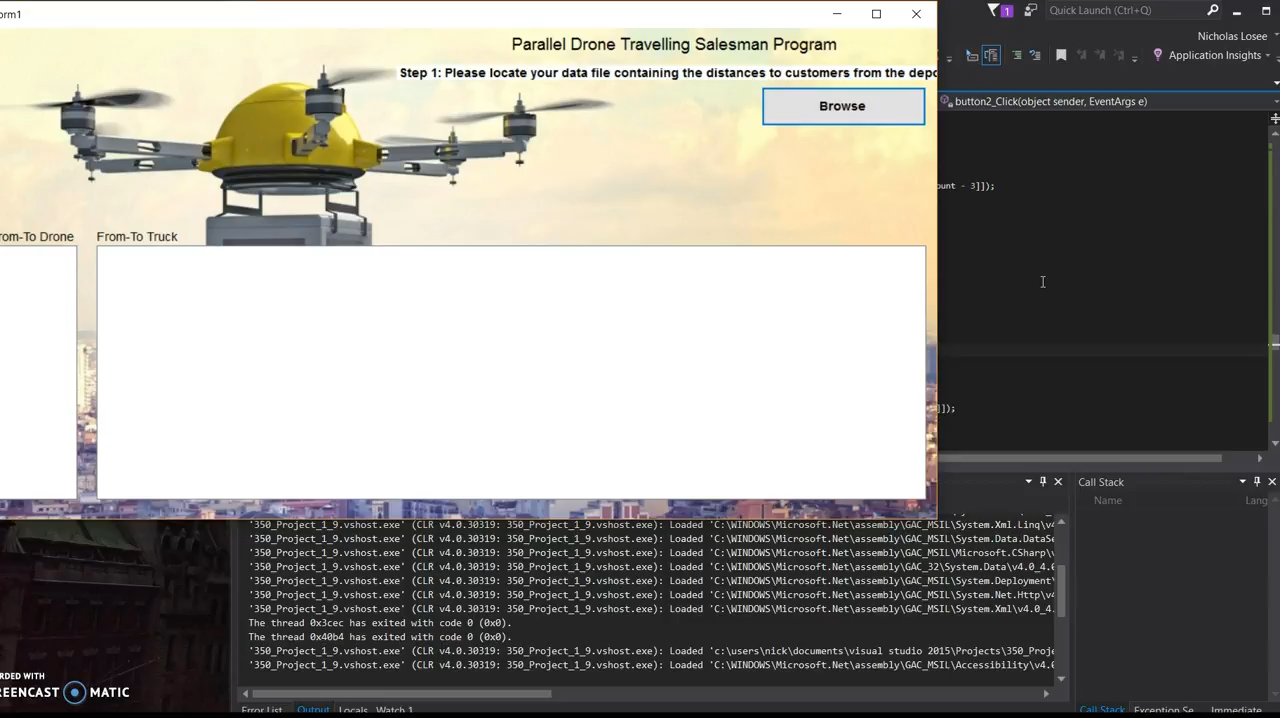 orm1
Parallel Drone Travelling Salesman Program
Step 1: Please locate your data file containing the distances to customers from the depo
Browse
rom-To Drone
From-To Truck
1
Quick Launch (Ctrl+Q)
Nicholas Losee
Application Insights
button2_Click(object sender, EventArgs e)
ount - 3]]);
]]);
Call Stack
Name
Lang
'350_Project_1_9.vshost.exe' (CLR v4.0.30319: 350_Project_1_9.vshost.exe): Loaded 'C:\WINDOWS\Microsoft.Net\assembly\GAC_MSIL\System.Xml.Linq\v4
'350_Project_1_9.vshost.exe' (CLR v4.0.30319: 350_Project_1_9.vshost.exe): Loaded 'C:\WINDOWS\Microsoft.Net\assembly\GAC_MSIL\System.Data.DataSe
'350_Project_1_9.vshost.exe' (CLR v4.0.30319: 350_Project_1_9.vshost.exe): Loaded 'C:\WINDOWS\Microsoft.Net\assembly\GAC_MSIL\Microsoft.CSharp\v
'350_Project_1_9.vshost.exe' (CLR v4.0.30319: 350_Project_1_9.vshost.exe): Loaded 'C:\WINDOWS\Microsoft.Net\assembly\GAC_32\System.Data\v4.0_4.0
'350_Project_1_9.vshost.exe' (CLR v4.0.30319: 350_Project_1_9.vshost.exe): Loaded 'C:\WINDOWS\Microsoft.Net\assembly\GAC_MSIL\System.Deployment\
'350_Project_1_9.vshost.exe' (CLR v4.0.30319: 350_Project_1_9.vshost.exe): Loaded 'C:\WINDOWS\Microsoft.Net\assembly\GAC_MSIL\System.Net.Http\v4
'350_Project_1_9.vshost.exe' (CLR v4.0.30319: 350_Project_1_9.vshost.exe): Loaded 'C:\WINDOWS\Microsoft.Net\assembly\GAC_MSIL\System.Xml\v4.0_4.
The thread 0x3cec has exited with code 0 (0x0).
The thread 0x40b4 has exited with code 0 (0x0).
'350_Project_1_9.vshost.exe' (CLR v4.0.30319: 350_Project_1_9.vshost.exe): Loaded 'c:\users\nick\documents\visual studio 2015\Projects\350_Proje
'350_Project_1_9.vshost.exe' (CLR v4.0.30319: 350_Project_1_9.vshost.exe): Loaded 'C:\WINDOWS\Microsoft.Net\assembly\GAC_MSIL\Accessibility\v4.0
RDED WITH
REENCAST MATIC
Error List Output Locals Watch 1
Call Stack Exception Se... Immediate